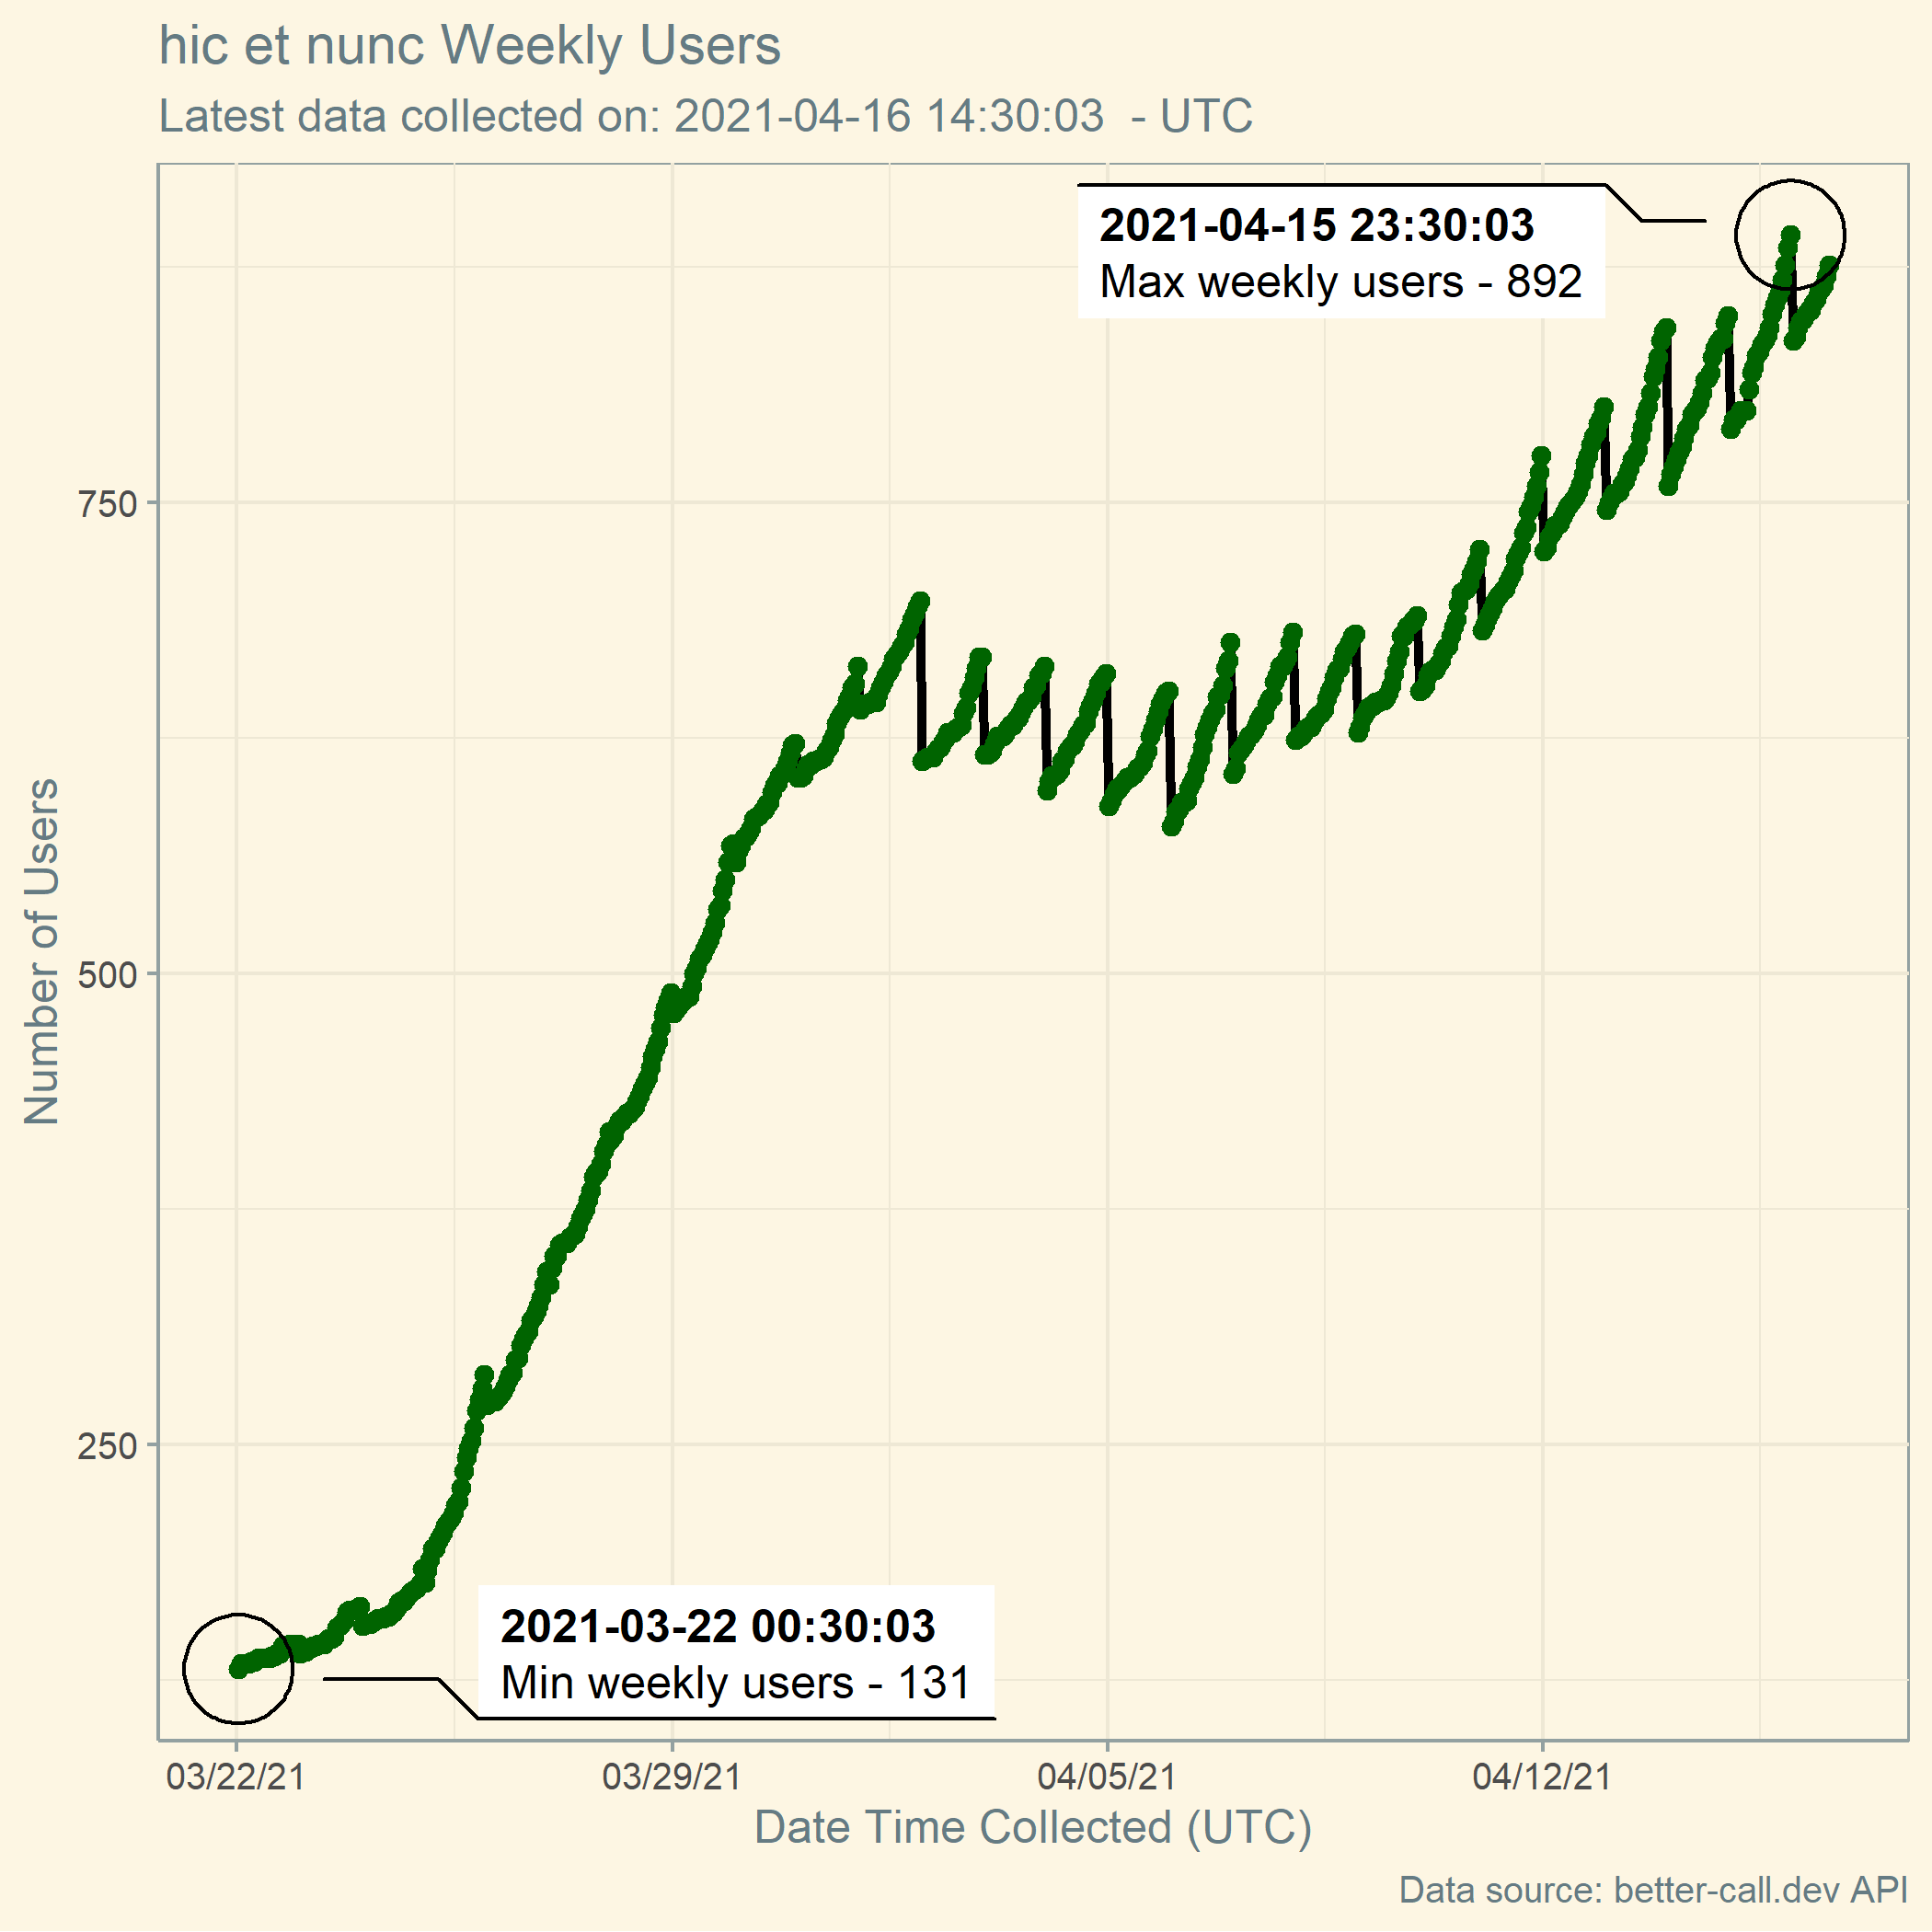 hic et nunc Weekly Users
Latest data collected on: 2021-04-16 14:30:03  - UTC
2021-04-15 23:30:03
Max weekly users - 892
750
500
250
Number of Users
2021-03-22 00:30:03
Min weekly users - 131
03/22/21 03/29/21 04/05/21 04/12/21
Date Time Collected (UTC)
Data source: better-call.dev API